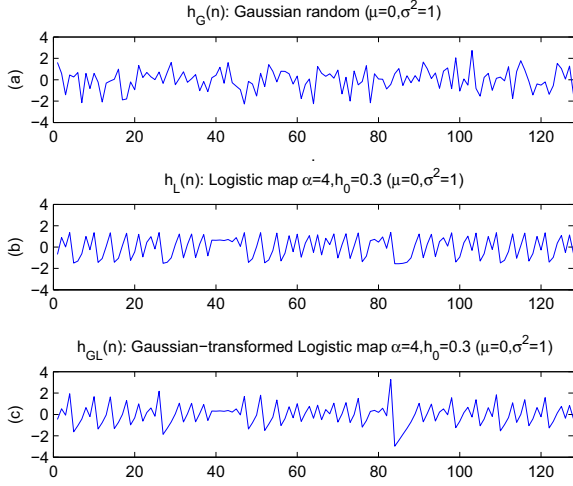 h_G(n): Gaussian random (μ=0,σ²=1)
4
2
0
−2
−4
(a)
0 20 40 60 80 100 120
h_L(n): Logistic map α=4,h_0=0.3 (μ=0,σ²=1)
4
2
0
−2
−4
(b)
0 20 40 60 80 100 120
h_GL(n): Gaussian−transformed Logistic map α=4,h_0=0.3 (μ=0,σ²=1)
4
2
0
−2
−4
(c)
0 20 40 60 80 100 120